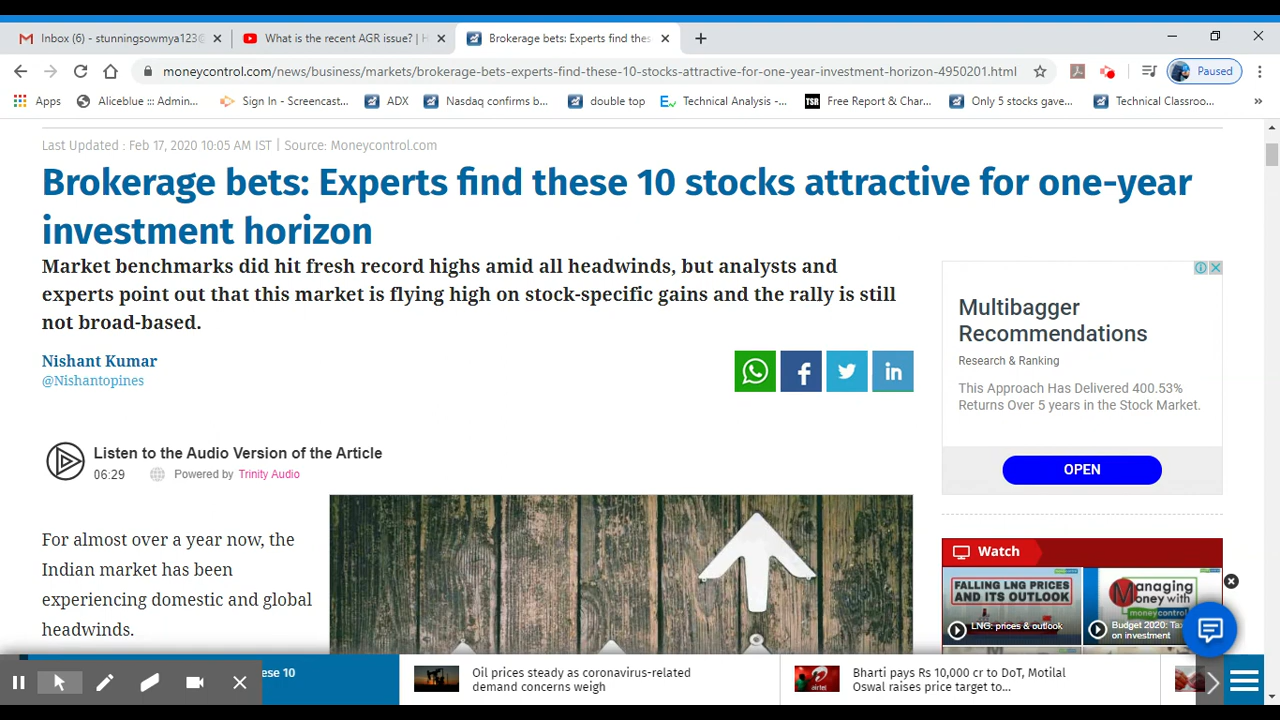 Inbox (6) - stunningsowmya123@
What is the recent AGR issue? | H
Brokerage bets: Experts find thes
moneycontrol.com/news/business/markets/brokerage-bets-experts-find-these-10-stocks-attractive-for-one-year-investment-horizon-4950201.html
Paused
Apps
Aliceblue ::: Admin...
Sign In - Screencast...
ADX
Nasdaq confirms b...
double top
Technical Analysis -...
TSR
Free Report & Char...
Only 5 stocks gave...
Technical Classroo...
»
Last Updated : Feb 17, 2020 10:05 AM IST | Source: Moneycontrol.com
Brokerage bets: Experts find these 10 stocks attractive for one-year
investment horizon
Market benchmarks did hit fresh record highs amid all headwinds, but analysts and
experts point out that this market is flying high on stock-specific gains and the rally is still
not broad-based.
Nishant Kumar
@Nishantopines
Listen to the Audio Version of the Article
06:29
Powered by Trinity Audio
For almost over a year now, the
Indian market has been
experiencing domestic and global
headwinds.
Multibagger
Recommendations
Research & Ranking
This Approach Has Delivered 400.53%
Returns Over 5 years in the Stock Market.
OPEN
Watch
FALLING LNG PRICES
AND ITS OUTLOOK
LNG: prices & outlook
Managing
Money with
moneycontrol
Budget 2020: Ta
on investment
ese 10
Oil prices steady as coronavirus-related
demand concerns weigh
airtel
Bharti pays Rs 10,000 cr to DoT, Motilal
Oswal raises price target to...